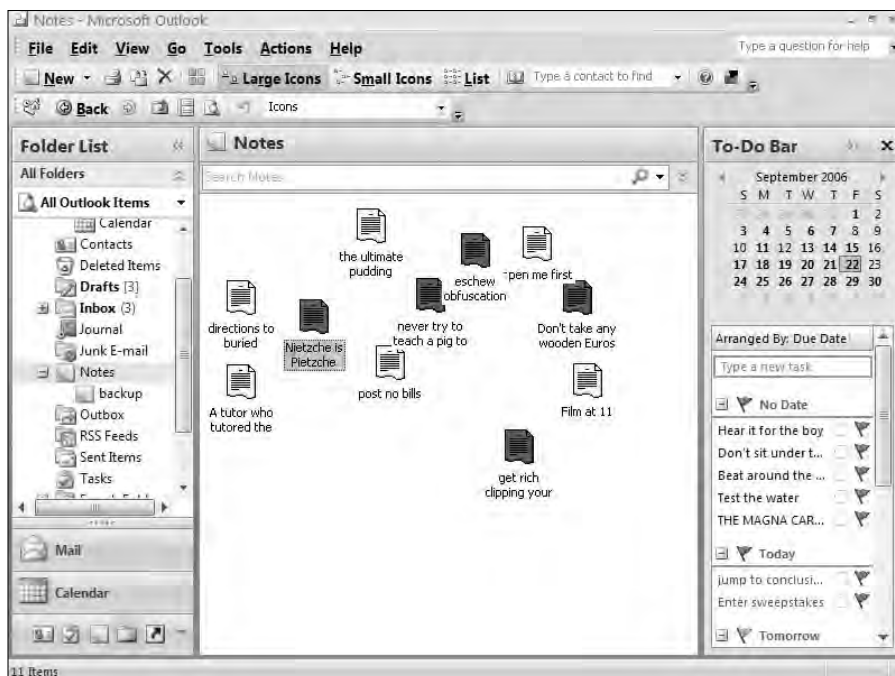 Notes - Microsoft Outlook
File Edit View Go Tools Actions Help
Type a question for help
New Large Icons Small Icons List Type a contact to find
Back Icons
Folder List
Notes
To-Do Bar
All Folders
Search Notes
All Outlook Items
Calendar
Contacts
Deleted Items
Drafts [3]
Inbox (3)
Journal
Junk E-mail
Notes
backup
Outbox
RSS Feeds
Sent Items
Tasks
Mail
Calendar
the ultimate
pudding
eschew
obfuscation
pen me first
directions to
buried
Nietzche is
Pietzche
never try to
teach a pig to
Don't take any
wooden Euros
A tutor who
tutored the
post no bills
Film at 11
get rich
clipping your
September 2006
S M T W T F S
1 2
3 4 5 6 7 8 9
10 11 12 13 14 15 16
17 18 19 20 21 22 23
24 25 26 27 28 29 30
Arranged By: Due Date
Type a new task
No Date
Hear it for the boy
Don't sit under t...
Beat around the ...
Test the water
THE MAGNA CAR...
Today
jump to conclusi...
Enter sweepstakes
Tomorrow
11 Items